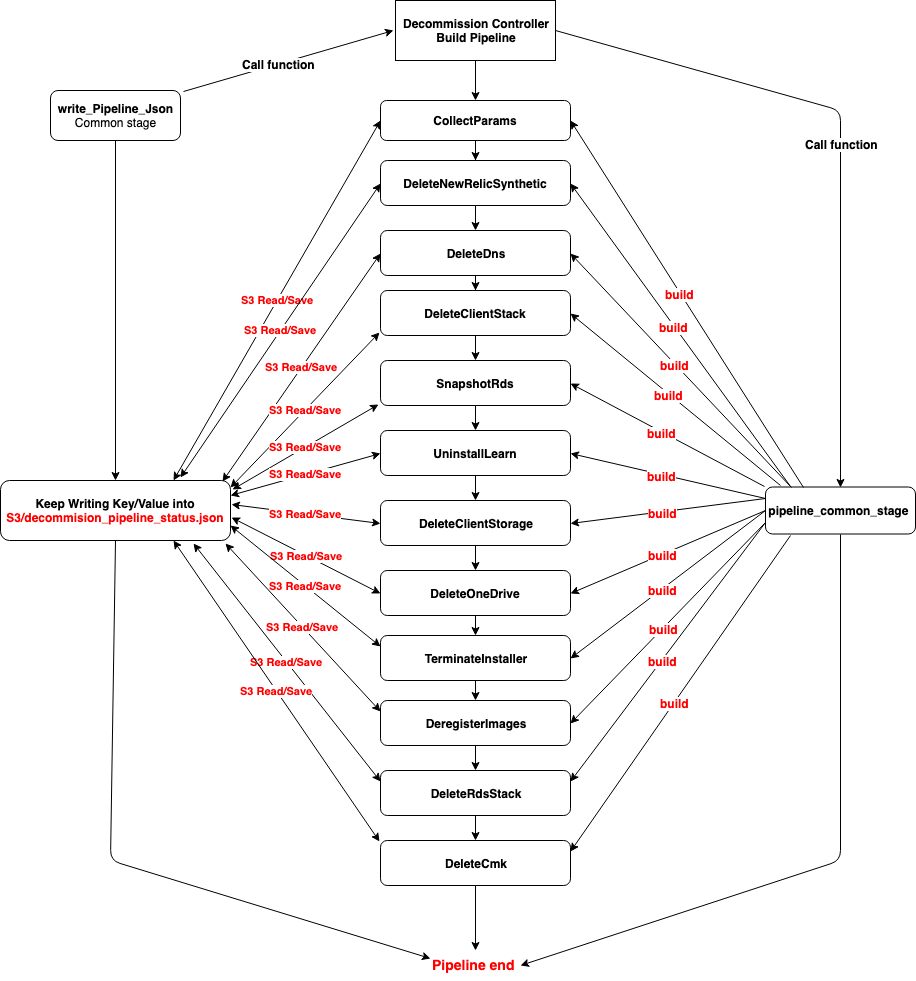 Decommission Controller
Build Pipeline
Call function
write_Pipeline_Json
Common stage
CollectParams
Call function
DeleteNewRelicSynthetic
DeleteDns
build
S3 Read/Save
DeleteClientStack
build
S3 Read/Save
build
S3 Read/Save
SnapshotRds
build
S3 Read/Save
build
S3 Read/Save
UninstallLearn
build
S3 Read/Save
Keep Writing Key/Value into
S3/decommision_pipeline_status.json
S3 Read/Save
DeleteClientStorage
build
pipeline_common_stage
S3 Read/Save
build
S3 Read/Save
DeleteOneDrive
build
S3 Read/Save
build
TerminateInstaller
S3 Read/Save
build
S3 Read/Save
build
DeregisterImages
DeleteRdsStack
DeleteCmk
Pipeline end